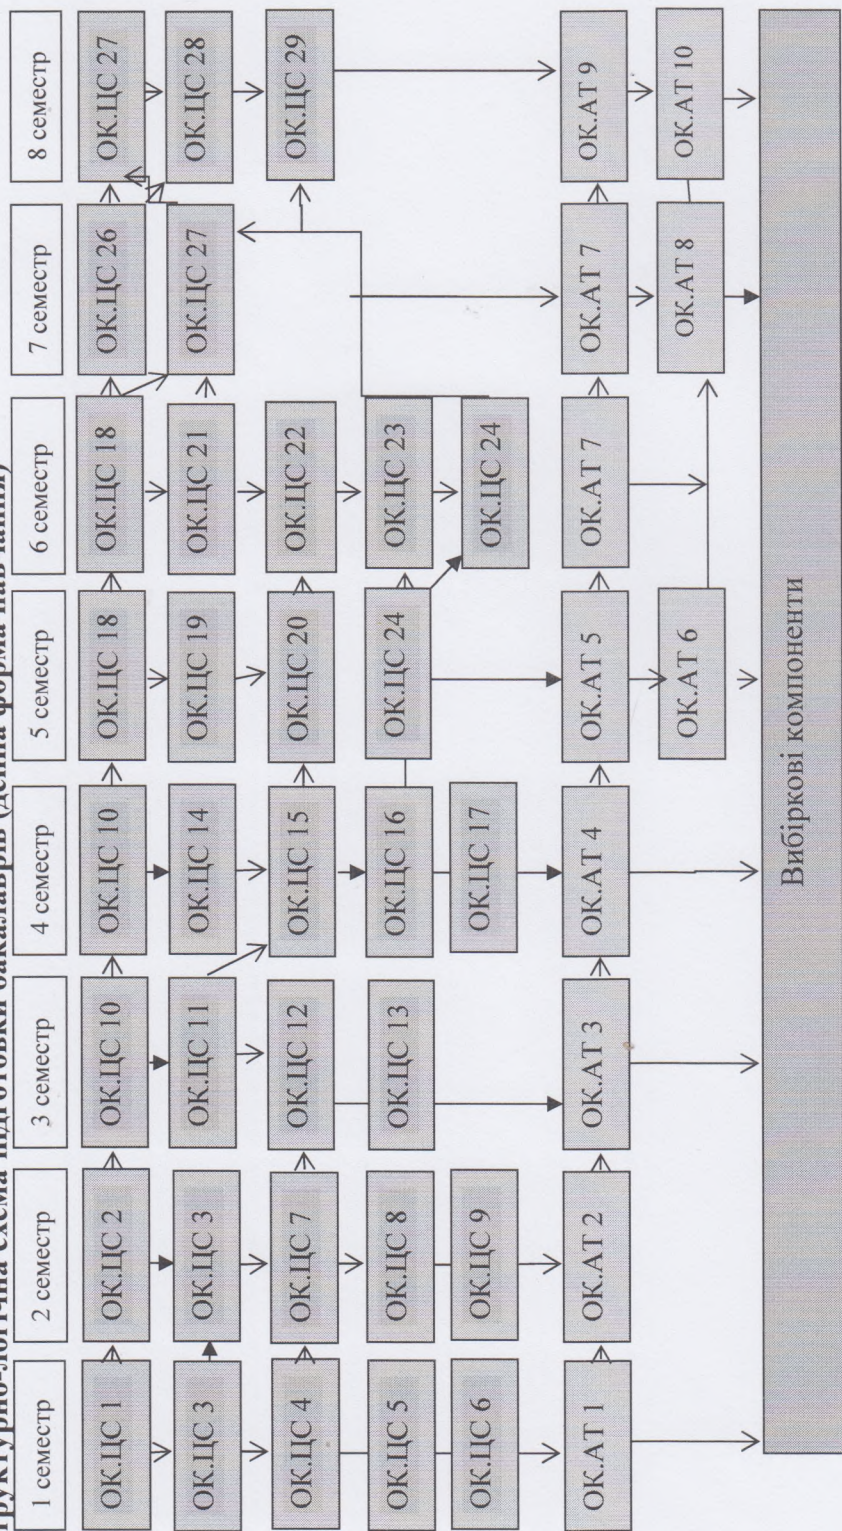 Структурно-логічна схема підготовки бакалаврів (денна форма навчання)
1 семестр
2 семестр
3 семестр
4 семестр
5 семестр
6 семестр
7 семестр
8 семестр
ОК.ЦС 1
ОК.ЦС 2
ОК.ЦС 10
ОК.ЦС 10
ОК.ЦС 18
ОК.ЦС 18
ОК.ЦС 26
ОК.ЦС 27
ОК.ЦС 3
ОК.ЦС 3
ОК.ЦС 11
ОК.ЦС 14
ОК.ЦС 19
ОК.ЦС 21
ОК.ЦС 27
ОК.ЦС 28
ОК.ЦС 4
ОК.ЦС 7
ОК.ЦС 12
ОК.ЦС 15
ОК.ЦС 20
ОК.ЦС 22
ОК.ЦС 29
ОК.ЦС 5
ОК.ЦС 8
ОК.ЦС 13
ОК.ЦС 16
ОК.ЦС 24
ОК.ЦС 23
ОК.ЦС 6
ОК.ЦС 9
ОК.ЦС 17
ОК.ЦС 24
ОК.АТ 1
ОК.АТ 2
ОК.АТ 3
ОК.АТ 4
ОК.АТ 5
ОК.АТ 7
ОК.АТ 7
ОК.АТ 9
ОК.АТ 6
ОК.АТ 8
ОК.АТ 10
Вибіркові компоненти